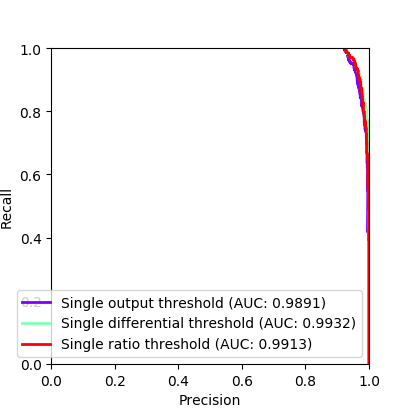 1.0
0.8
0.6
0.4
0.2
0.0
Recall
Single output threshold (AUC: 0.9891)
Single differential threshold (AUC: 0.9932)
Single ratio threshold (AUC: 0.9913)
0.0 0.2 0.4 0.6 0.8 1.0
Precision